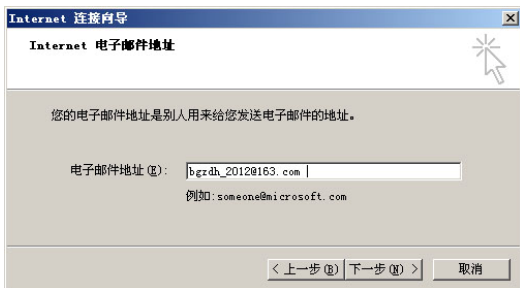 Internet 连接向导
Internet 电子邮件地址
您的电子邮件地址是别人用来给您发送电子邮件的地址。
电子邮件地址(E): bgzdh_2012@163.com
例如:someone@microsoft.com
< 上一步(B) 下一步(N) > 取消